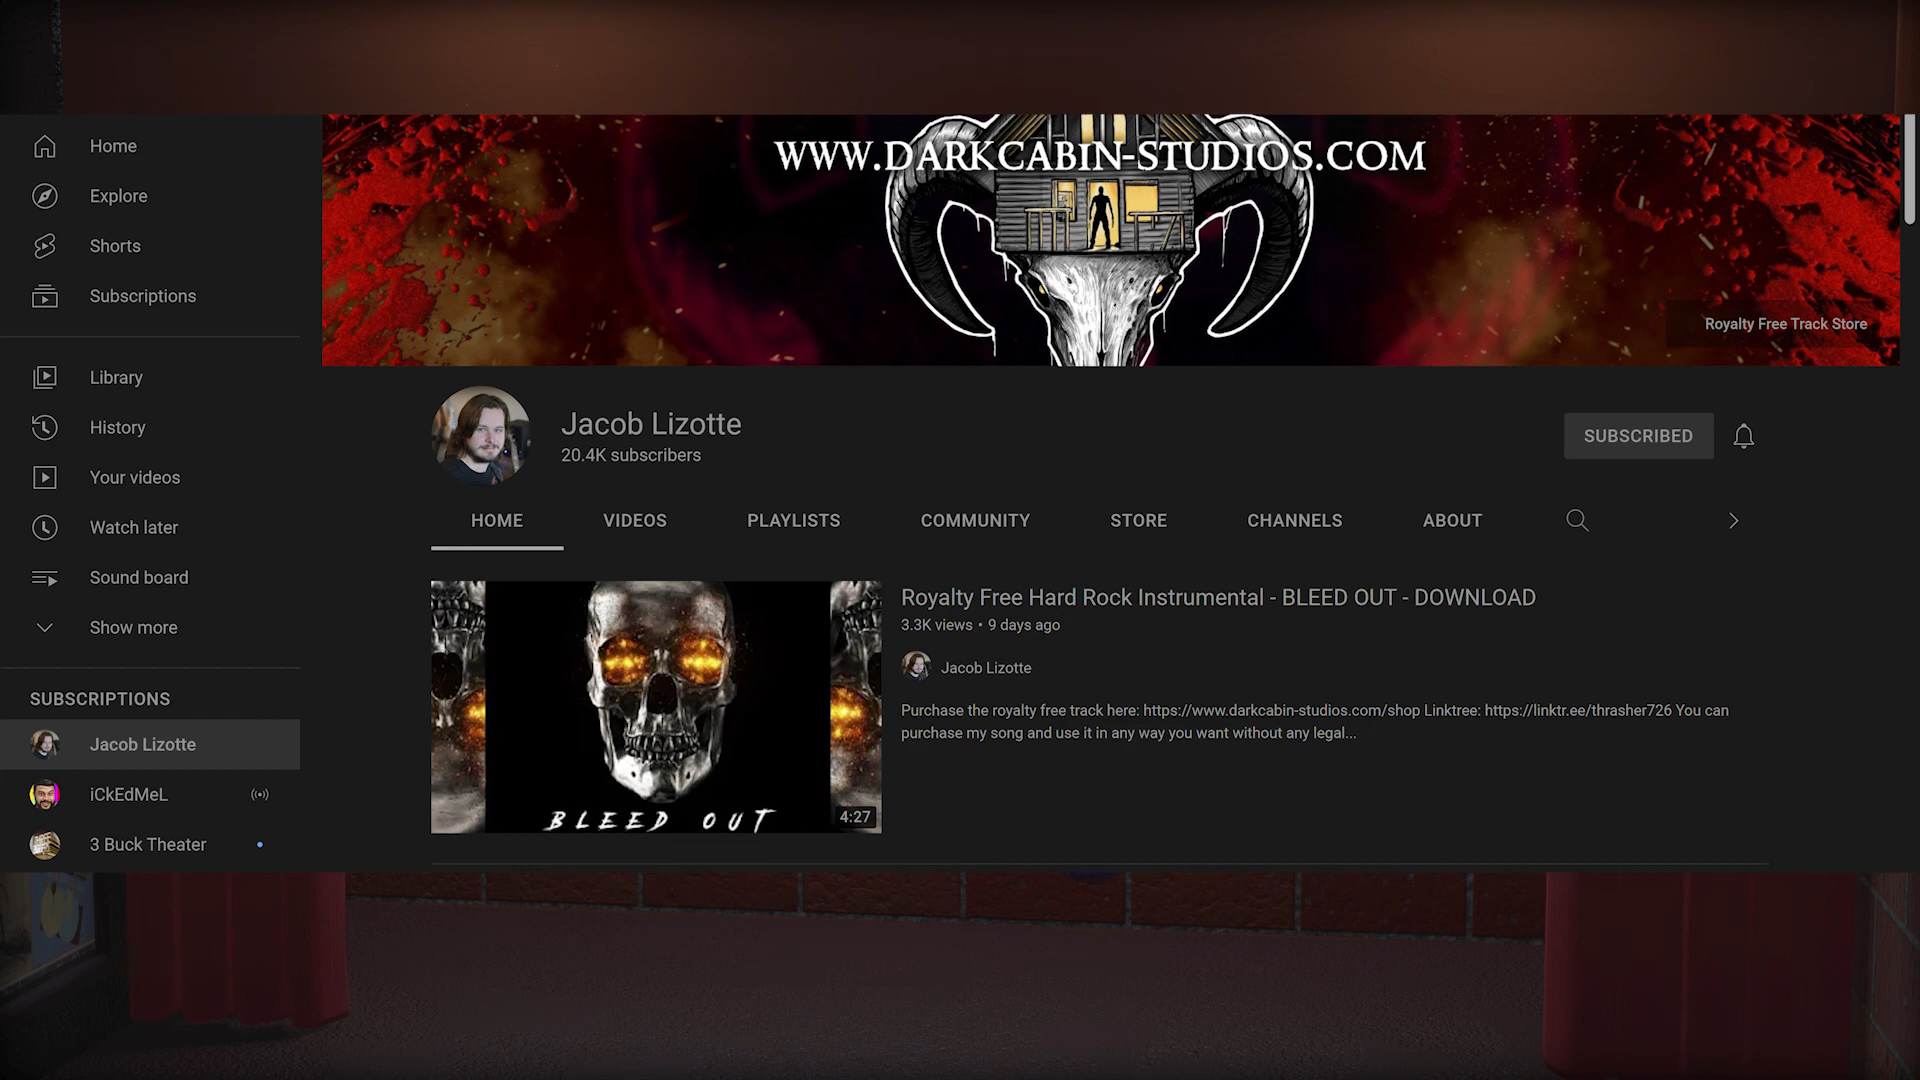 Home
Explore
Shorts
Subscriptions
Library
History
Your videos
Watch later
Sound board
Show more
SUBSCRIPTIONS
Jacob Lizotte
iCkEdMeL
3 Buck Theater
WWW.DARKCABIN-STUDIOS.COM
Royalty Free Track Store
Jacob Lizotte
20.4K subscribers
SUBSCRIBED
HOME VIDEOS PLAYLISTS COMMUNITY STORE CHANNELS ABOUT
BLEED OUT
4:27
Royalty Free Hard Rock Instrumental - BLEED OUT - DOWNLOAD
3.3K views • 9 days ago
Jacob Lizotte
Purchase the royalty free track here: https://www.darkcabin-studios.com/shop Linktree: https://linktr.ee/thrasher726 You can
purchase my song and use it in any way you want without any legal...